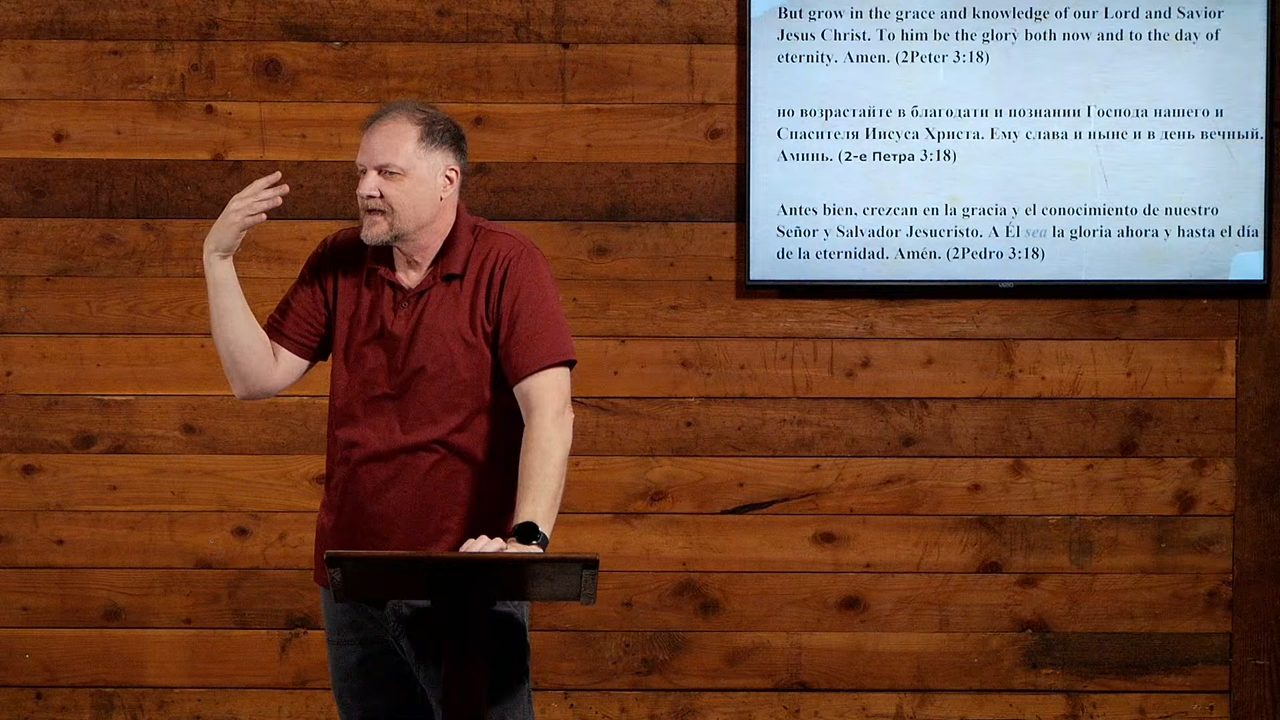 But grow in the grace and knowledge of our Lord and Savior
Jesus Christ. To him be the glory both now and to the day of
eternity. Amen. (2Peter 3:18)
но возрастайте в благодати и познании Господа нашего и
Спасителя Иисуса Христа. Ему слава и ныне и в день вечный.
Аминь. (2-е Петра 3:18)
Antes bien, crezcan en la gracia y el conocimiento de nuestro
Señor y Salvador Jesucristo. A Él sea la gloria ahora y hasta el día
de la eternidad. Amén. (2Pedro 3:18)
VIZIO